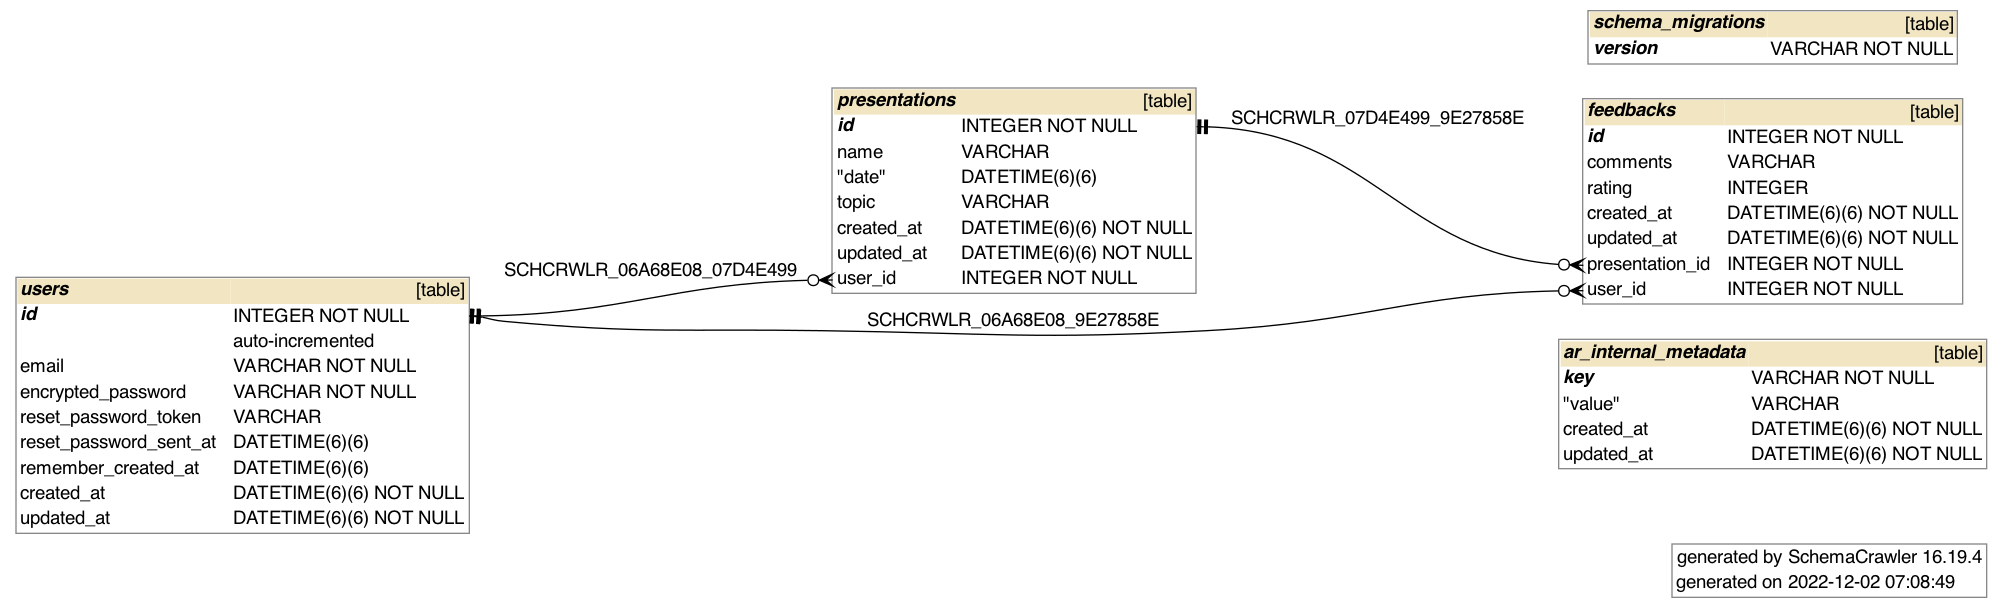 schema_migrations [table]
version VARCHAR NOT NULL
presentations [table]
id INTEGER NOT NULL
name VARCHAR
"date" DATETIME(6)(6)
topic VARCHAR
created_at DATETIME(6)(6) NOT NULL
updated_at DATETIME(6)(6) NOT NULL
user_id INTEGER NOT NULL
SCHCRWLR_07D4E499_9E27858E
feedbacks [table]
id INTEGER NOT NULL
comments VARCHAR
rating INTEGER
created_at DATETIME(6)(6) NOT NULL
updated_at DATETIME(6)(6) NOT NULL
presentation_id INTEGER NOT NULL
user_id INTEGER NOT NULL
SCHCRWLR_06A68E08_07D4E499
SCHCRWLR_06A68E08_9E27858E
users [table]
id INTEGER NOT NULL
auto-incremented
email VARCHAR NOT NULL
encrypted_password VARCHAR NOT NULL
reset_password_token VARCHAR
reset_password_sent_at DATETIME(6)(6)
remember_created_at DATETIME(6)(6)
created_at DATETIME(6)(6) NOT NULL
updated_at DATETIME(6)(6) NOT NULL
ar_internal_metadata [table]
key VARCHAR NOT NULL
"value" VARCHAR
created_at DATETIME(6)(6) NOT NULL
updated_at DATETIME(6)(6) NOT NULL
generated by SchemaCrawler 16.19.4
generated on 2022-12-02 07:08:49